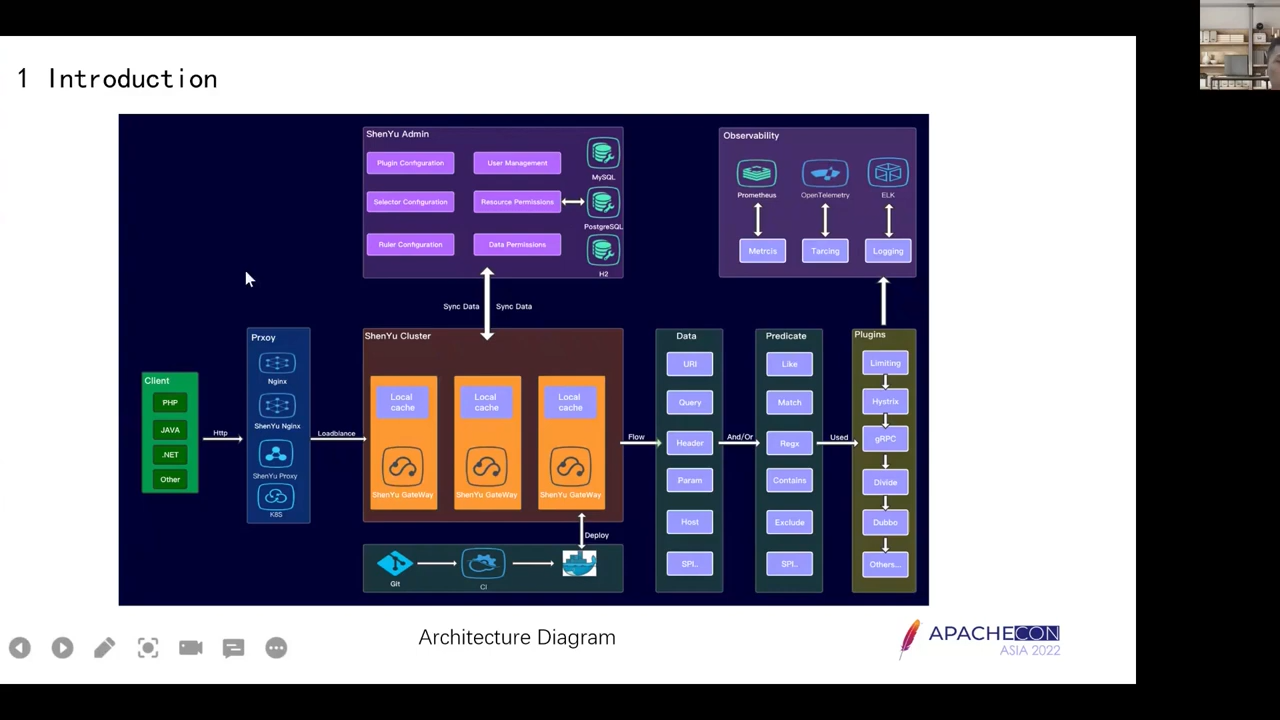 1 Introduction
ShenYu Admin
Plugin Configuration
User Management
MySQL
Selector Configuration
Resource Permissions
PostgreSQL
Ruler Configuration
Data Permissions
H2
Observability
Prometheus
OpenTelemetry
ELK
Metrcis
Tarcing
Logging
Sync Data
Sync Data
Client
PHP
JAVA
.NET
Other
Http
Prxoy
Nginx
ShenYu Nginx
ShenYu Proxy
K8S
Loadblance
ShenYu Cluster
Local
cache
ShenYu GateWay
Local
cache
ShenYu GateWay
Local
cache
ShenYu GateWay
Deploy
Git
CI
Flow
Data
URI
Query
Header
Param
Host
SPI..
And/Or
Predicate
Like
Match
Regx
Contains
Exclude
SPI..
Used
Plugins
Limiting
Hystrix
gRPC
Divide
Dubbo
Others...
Architecture Diagram
APACHECON
ASIA 2022